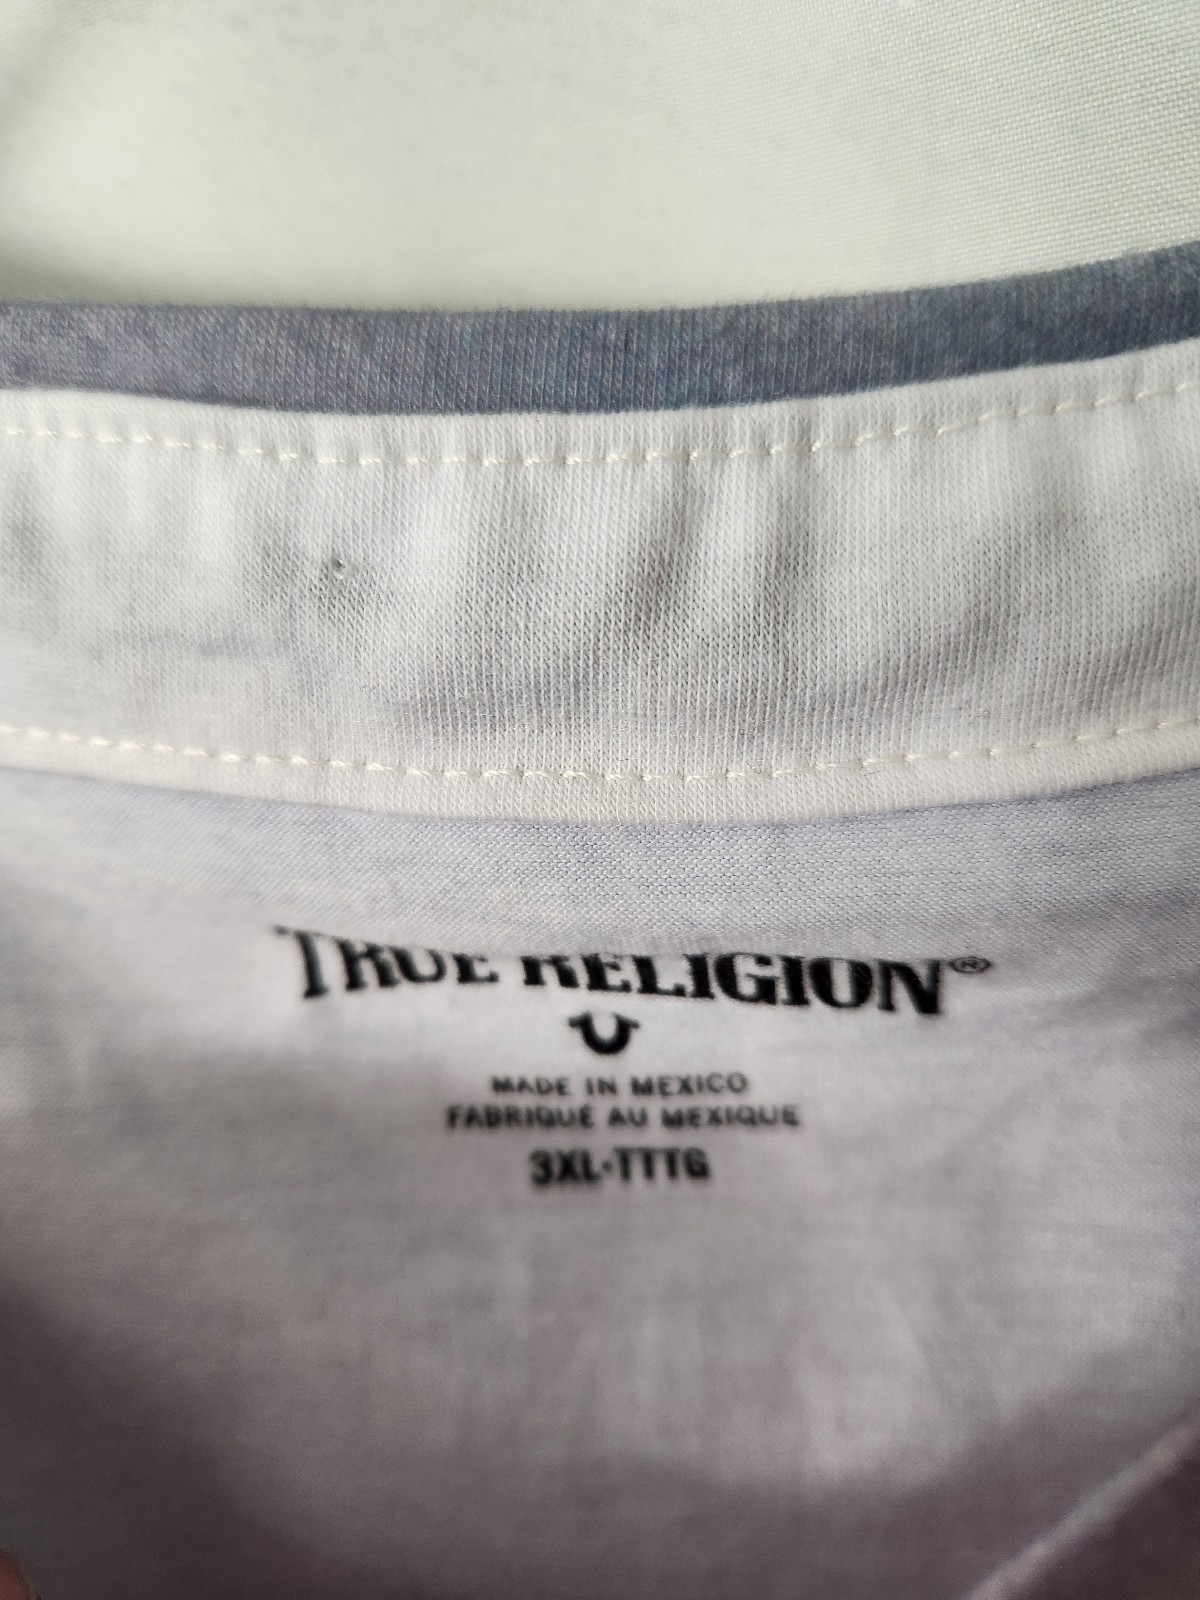 TRUE RELIGION®
MADE IN MEXICO
FABRIQUÉ AU MEXIQUE
3XL·TTTG